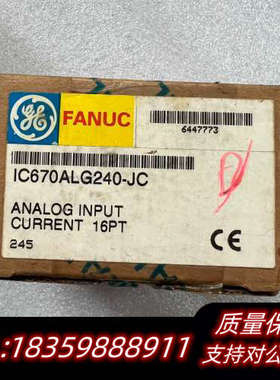 GE
FANUC
6447773
IC670ALG240-JC
ANALOG INPUT
CURRENT 16PT
245
CE
质量保
:18359888911
支持对公